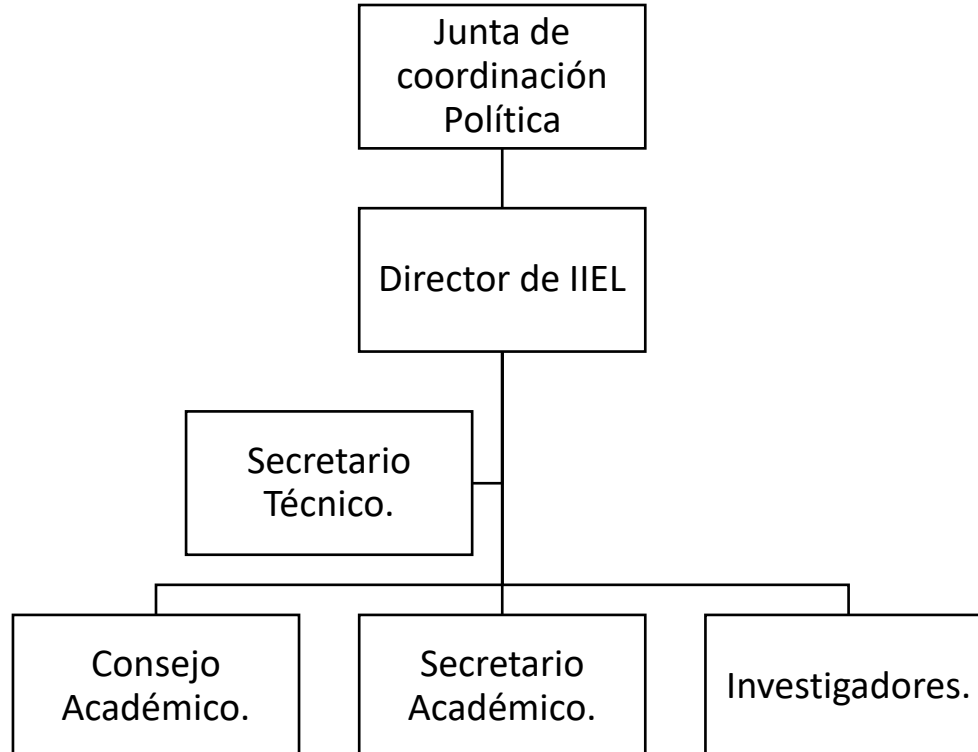 Junta de
coordinación
Política
Director de IIEL
Secretario
Técnico.
Consejo
Académico.
Secretario
Académico.
Investigadores.